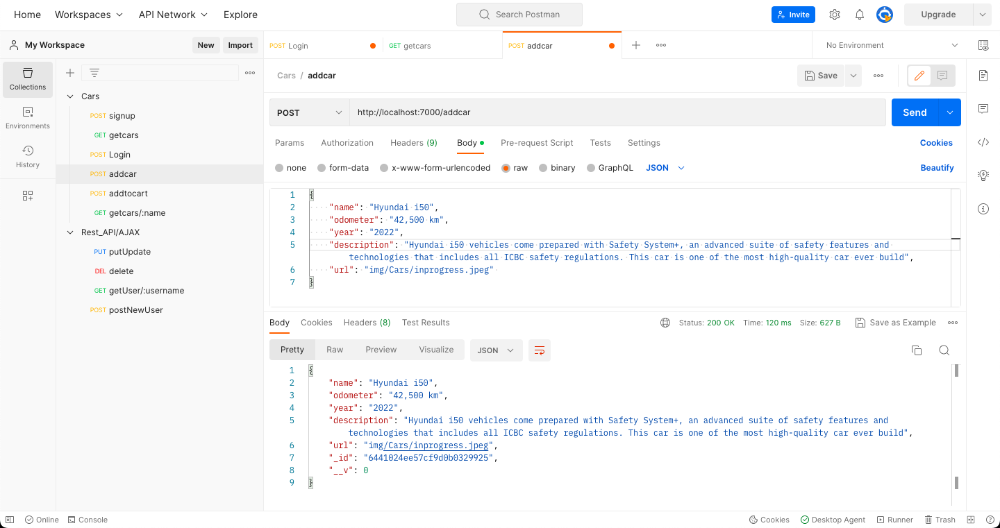 Home Workspaces API Network Explore Search Postman Invite Upgrade
My Workspace New Import POST Login GET getcars POST addcar No Environment
Collections
Environments
History
Cars
POST signup
GET getcars
POST Login
POST addcar
POST addtocart
GET getcars/:name
Rest_API/AJAX
PUT putUpdate
DEL delete
GET getUser/:username
POST postNewUser
Cars / addcar Save
POST http://localhost:7000/addcar Send
Params Authorization Headers (9) Body Pre-request Script Tests Settings Cookies
none form-data x-www-form-urlencoded raw binary GraphQL JSON Beautify
1 {
2 "name": "Hyundai i50",
3 "odometer": "42,500 km",
4 "year": "2022",
5 "description": "Hyundai i50 vehicles come prepared with Safety System+, an advanced suite of safety features and
technologies that includes all ICBC safety regulations. This car is one of the most high-quality car ever build",
6 "url": "img/Cars/inprogress.jpeg"
7 }
Body Cookies Headers (8) Test Results Status: 200 OK Time: 120 ms Size: 627 B Save as Example
Pretty Raw Preview Visualize JSON
1 {
2 "name": "Hyundai i50",
3 "odometer": "42,500 km",
4 "year": "2022",
5 "description": "Hyundai i50 vehicles come prepared with Safety System+, an advanced suite of safety features and
technologies that includes all ICBC safety regulations. This car is one of the most high-quality car ever build",
6 "url": "img/Cars/inprogress.jpeg",
7 "_id": "6441024ee57cf9d0b0329925",
8 "__v": 0
9 }
Online Console Cookies Desktop Agent Runner Trash